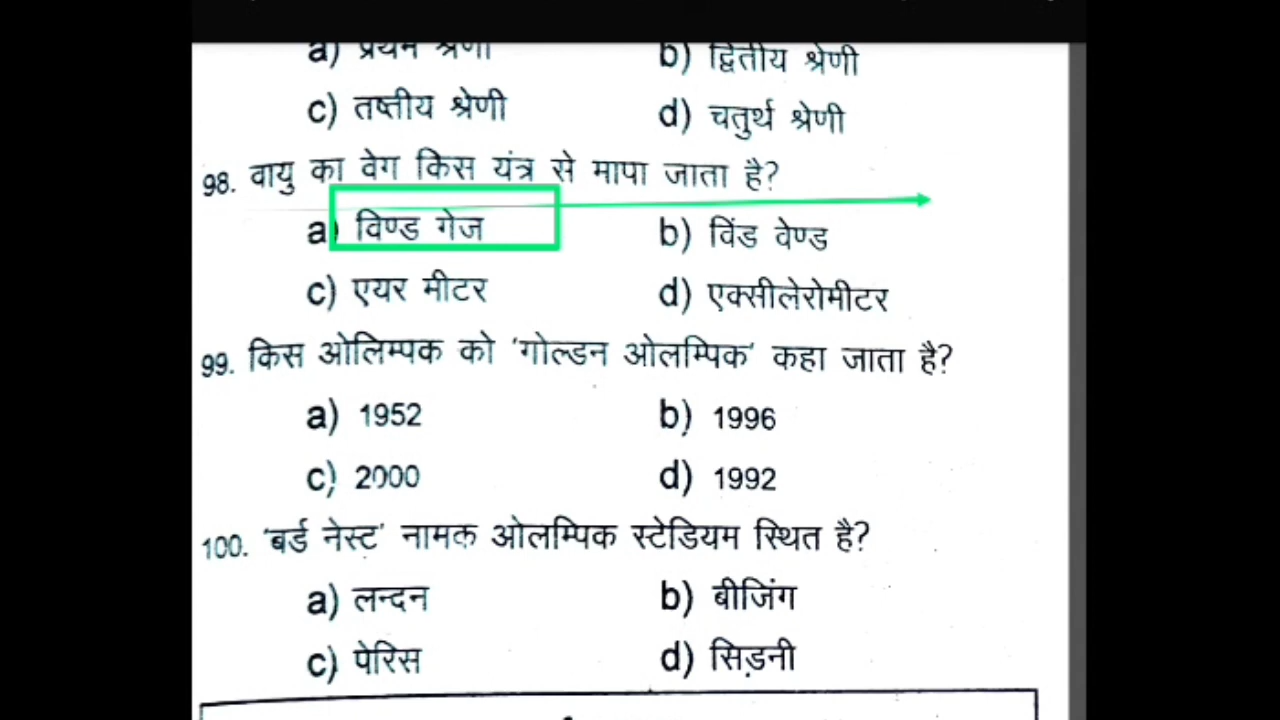 a) प्रथम श्रेणी b) द्वितीय श्रेणी
c) तष्तीय श्रेणी d) चतुर्थ श्रेणी
98. वायु का वेग किस यंत्र से मापा जाता है?
a) विण्ड गेज b) विंड वेण्ड
c) एयर मीटर d) एक्सीलेरोमीटर
99. किस ओलिम्पक को 'गोल्डन ओलम्पिक' कहा जाता है?
a) 1952 b) 1996
c) 2000 d) 1992
100. 'बर्ड नेस्ट' नामक ओलम्पिक स्टेडियम स्थित है?
a) लन्दन b) बीजिंग
c) पेरिस d) सिड़नी